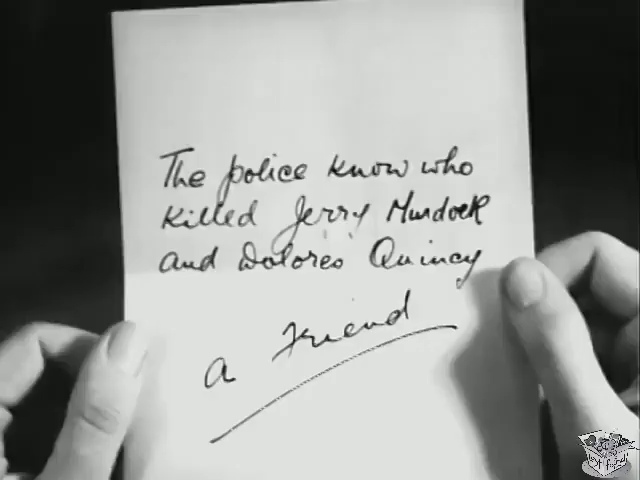 The police know who
killed Jerry Murdock
and Dolores Quincy
a Friend